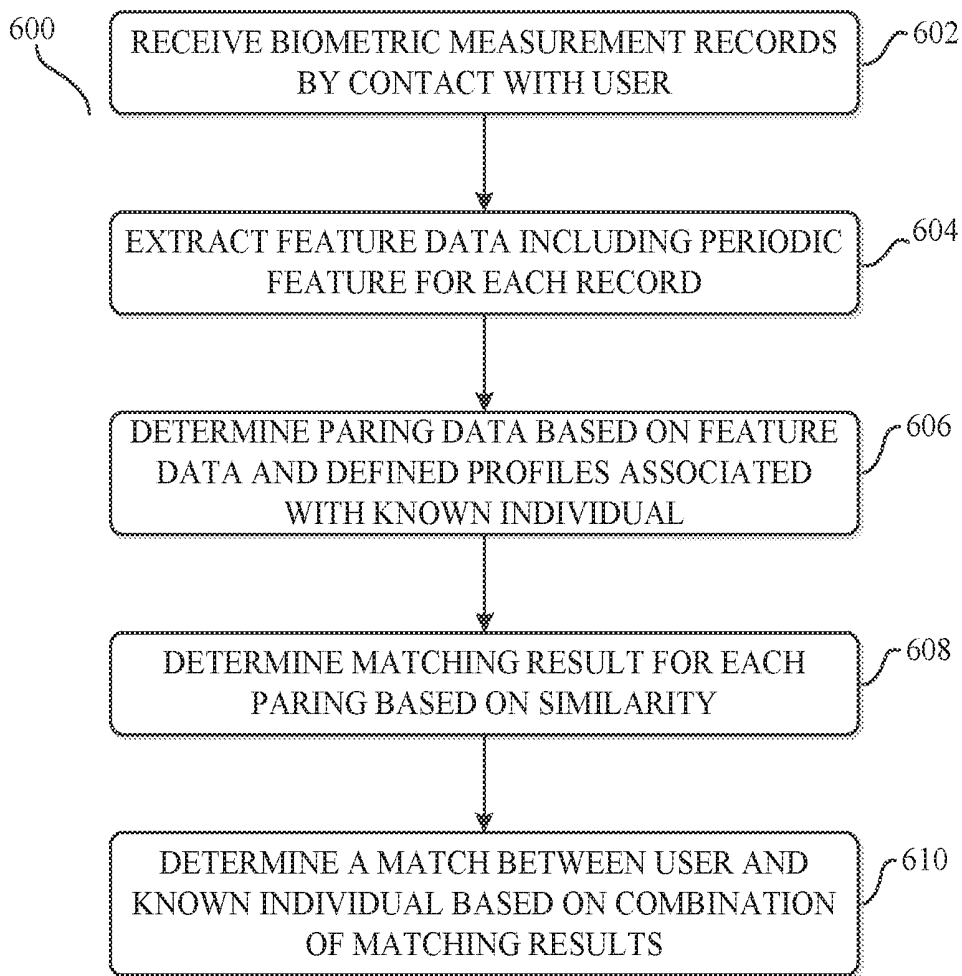 600
RECEIVE BIOMETRIC MEASUREMENT RECORDS
BY CONTACT WITH USER
602
EXTRACT FEATURE DATA INCLUDING PERIODIC
FEATURE FOR EACH RECORD
604
DETERMINE PARING DATA BASED ON FEATURE
DATA AND DEFINED PROFILES ASSOCIATED
WITH KNOWN INDIVIDUAL
606
DETERMINE MATCHING RESULT FOR EACH
PARING BASED ON SIMILARITY
608
DETERMINE A MATCH BETWEEN USER AND
KNOWN INDIVIDUAL BASED ON COMBINATION
OF MATCHING RESULTS
610